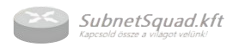 SubnetSquad.kft
Kapcsold össze a világot velünk!